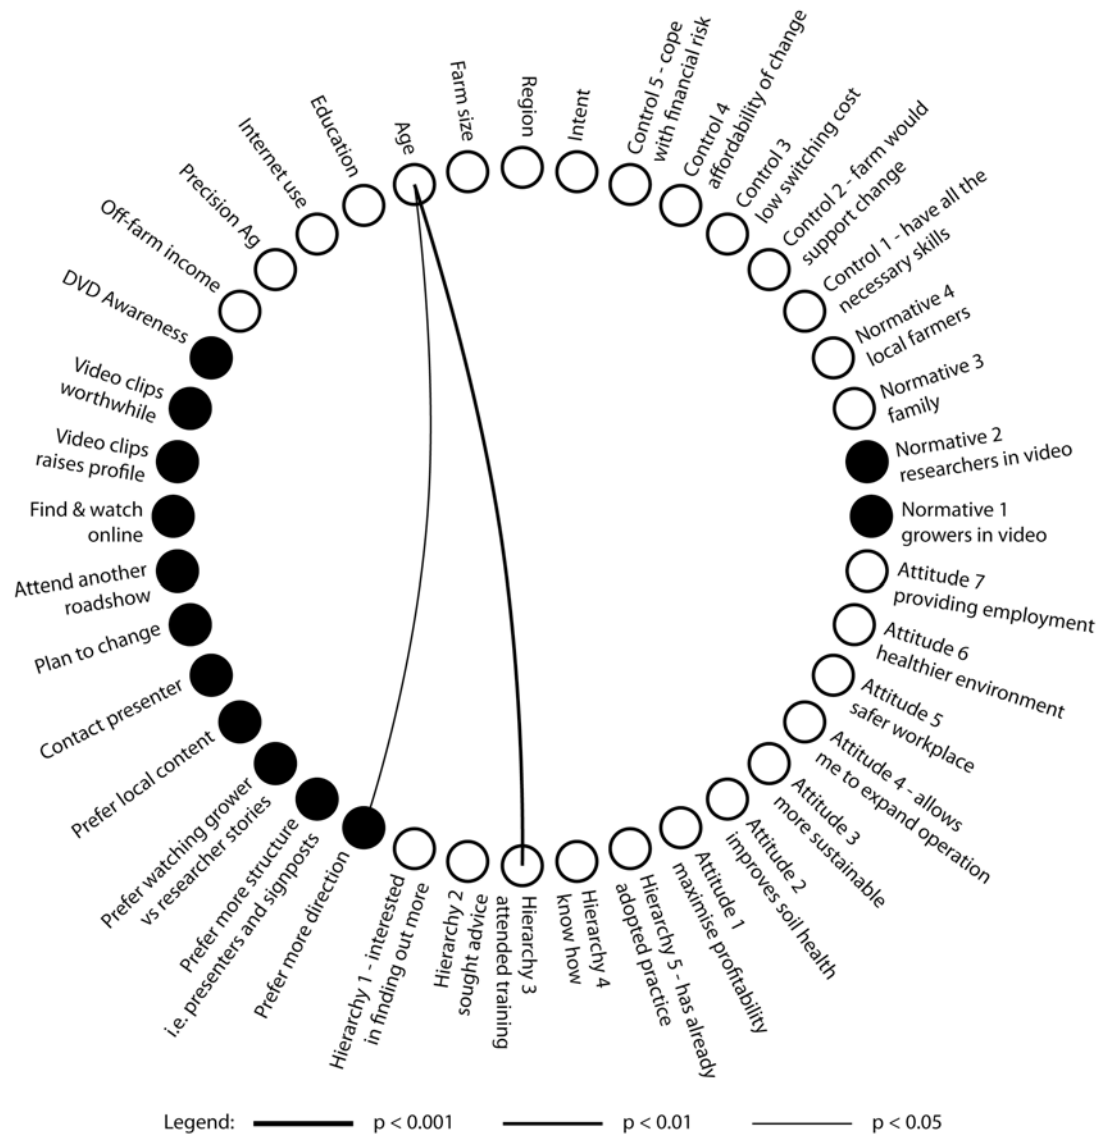 Age
Farm size
Region
Intent
Control 5 - cope
with financial risk
Control 4
affordability of change
Control 3
low switching cost
Control 2 - farm would
support change
Control 1 - have all the
necessary skills
Normative 4
local farmers
Normative 3
family
Normative 2
researchers in video
Normative 1
growers in video
Attitude 7
providing employment
Attitude 6
healthier environment
Attitude 5
safer workplace
Attitude 4 - allows
me to expand operation
Attitude 3
more sustainable
Attitude 2
improves soil health
Attitude 1
maximise profitability
Hierarchy 5 - has already
adopted practice
Hierarchy 4
know how
Hierarchy 3
attended training
Hierarchy 2
sought advice
Hierarchy 1 - interested
in finding out more
Prefer more direction
Prefer more structure
i.e. presenters and signposts
Prefer watching grower
vs researcher stories
Prefer local content
Contact presenter
Plan to change
Attend another
roadshow
Find & watch
online
Video clips
raises profile
Video clips
worthwhile
DVD Awareness
Off-farm income
Precision Ag
Internet use
Education
Legend: p < 0.001 p < 0.01 p < 0.05